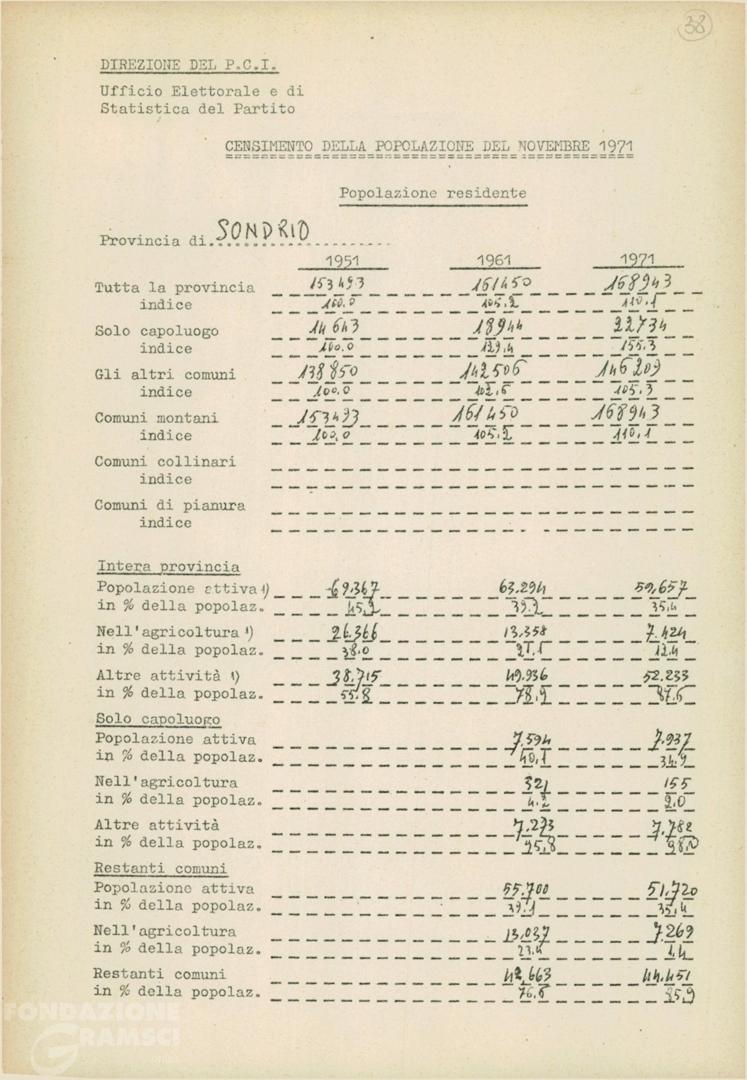 38
DIREZIONE DEL P.C.I.
Ufficio Elettorale e di
Statistica del Partito
CENSIMENTO DELLA POPOLAZIONE DEL NOVEMBRE 1971
Popolazione residente
Provincia di SONDRIO
1951 1961 1971
Tutta la provincia 153493 161450 168943
indice 100.0 105.2 110.1
Solo capoluogo 14643 18944 22734
indice 100.0 129.4 155.3
Gli altri comuni 138850 142506 146209
indice 100.0 102.6 105.3
Comuni montani 153493 161450 168943
indice 100.0 105.2 110.1
Comuni collinari
indice
Comuni di pianura
indice
Intera provincia
Popolazione attiva 1) 69.367 63.294 59.657
in % della popolaz. 45,2 39.2 35,4
Nell'agricoltura 1) 26.366 13.358 7.424
in % della popolaz. 38.0 21.1 12.4
Altre attività 1) 38.715 49.936 52.233
in % della popolaz. 55.8 78,9 87.6
Solo capoluogo
Popolazione attiva 7.594 7.937
in % della popolaz. 40,1 34.9
Nell'agricoltura 321 155
in % della popolaz. 4.2 2.0
Altre attività 7.273 7.782
in % della popolaz. 95,8
Restanti comuni
Popolazione attiva 55.700 51.720
in % della popolaz. 39.1 35,4
Nell'agricoltura 13.037 7.269
in % della popolaz. 23.4
Restanti comuni 42.663 44.451
in % della popolaz. 76.6 85,9
FONDAZIONE
GRAMSCI